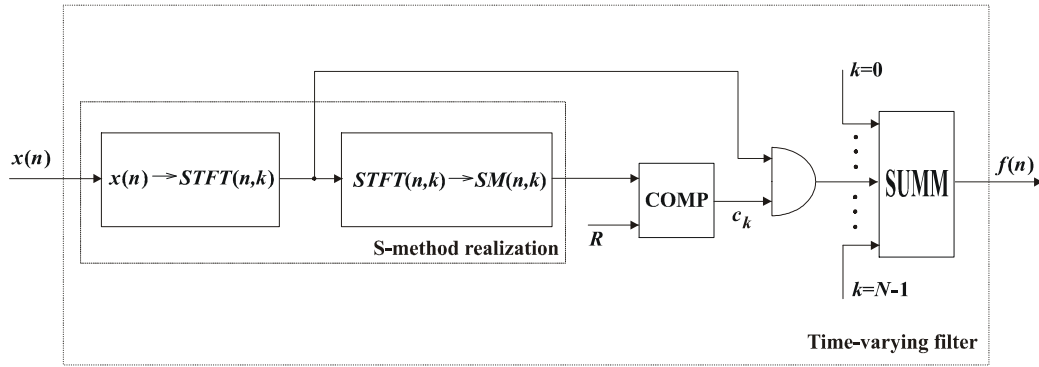 k=0
x(n)
x(n)→STFT(n,k)
STFT(n,k)→SM(n,k)
COMP
SUMM
f(n)
c_k
R
S-method realization
k=N-1
Time-varying filter